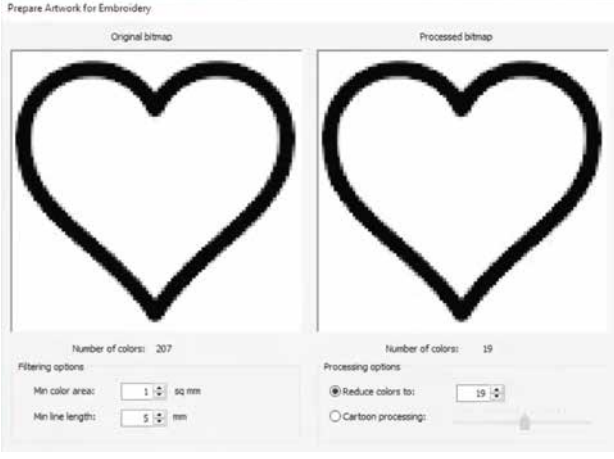 Prepare Artwork for Embroidery
Original bitmap
Processed bitmap
Number of colors: 207
Number of colors: 19
Filtering options
Min color area: 1 sq mm
Min line length: 5 mm
Processing options
Reduce colors to: 19
Cartoon processing: